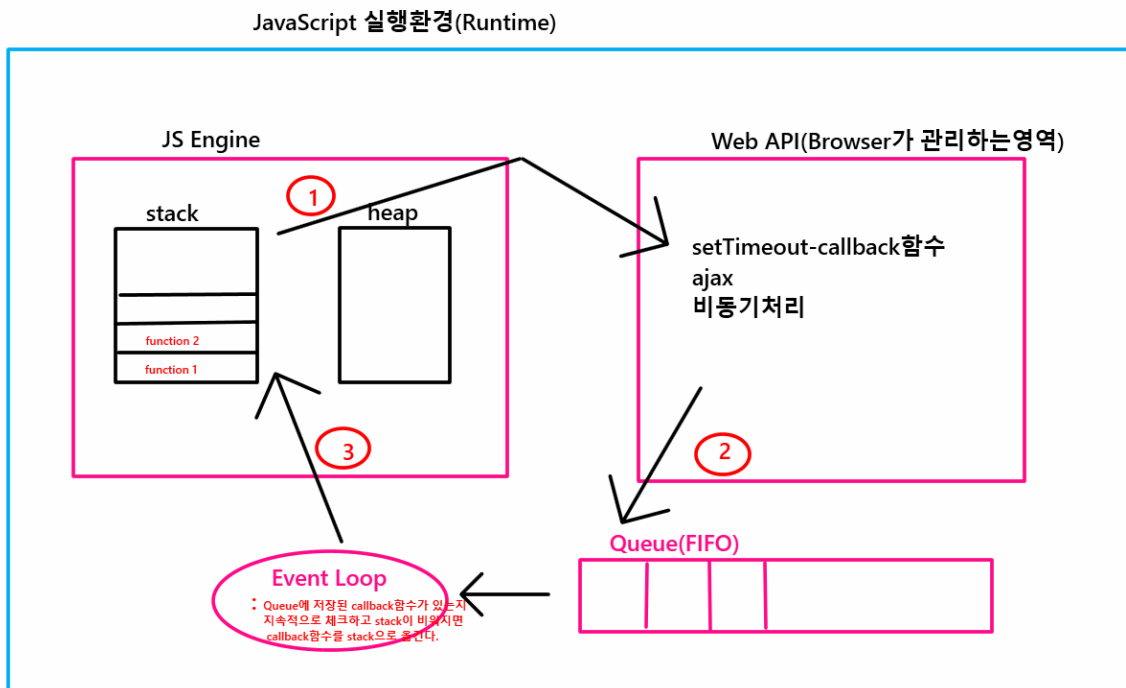 JavaScript 실행환경(Runtime)
JS Engine
Web API(Browser가 관리하는영역)
1
stack
heap
function 2
function 1
setTimeout-callback함수
ajax
비동기처리
3
2
Queue(FIFO)
Event Loop
: Queue에 저장된 callback함수가 있는지
지속적으로 체크하고 stack이 비워지면
callback함수를 stack으로 옮긴다.